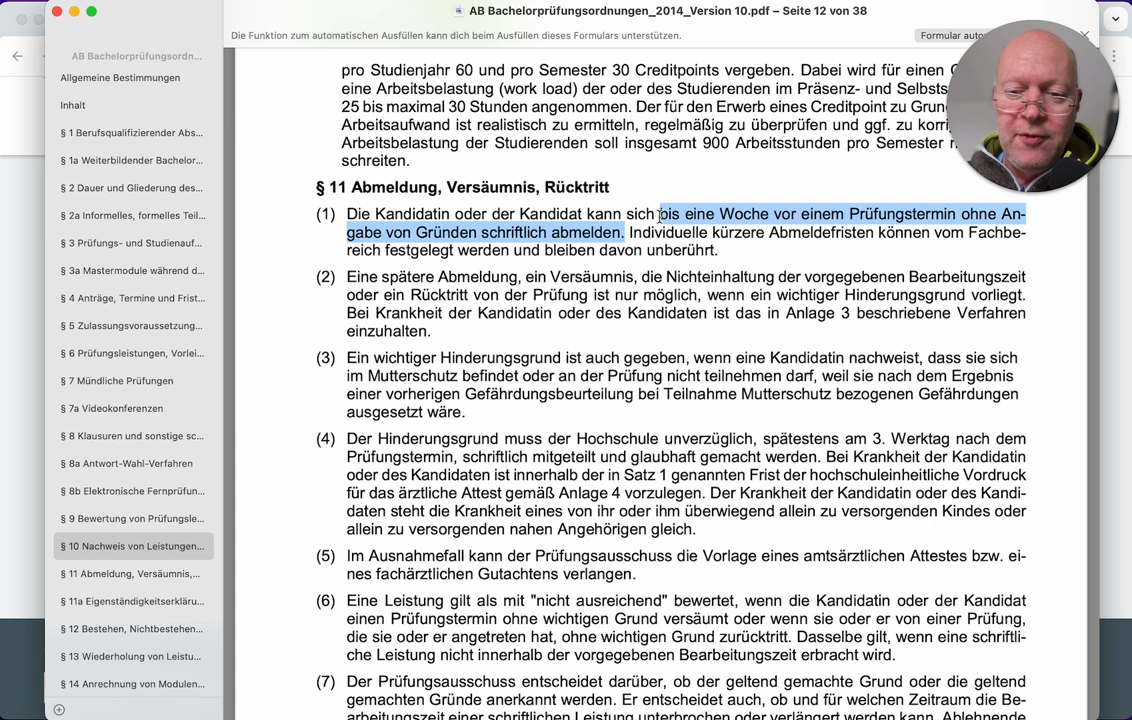 AB Bachelorprüfungsordnungen_2014_Version 10.pdf – Seite 12 von 38
Die Funktion zum automatischen Ausfüllen kann dich beim Ausfüllen dieses Formulars unterstützen.
Formular auto
AB Bachelorprüfungsordn...
Allgemeine Bestimmungen
Inhalt
§ 1 Berufsqualifizierender Abs...
§ 1a Weiterbildender Bachelor...
§ 2 Dauer und Gliederung des...
§ 2a Informelles, formelles Teil...
§ 3 Prüfungs- und Studienauf...
§ 3a Mastermodule während d...
§ 4 Anträge, Termine und Frist...
§ 5 Zulassungsvoraussetzung...
§ 6 Prüfungsleistungen, Vorlei...
§ 7 Mündliche Prüfungen
§ 7a Videokonferenzen
§ 8 Klausuren und sonstige sc...
§ 8a Antwort-Wahl-Verfahren
§ 8b Elektronische Fernprüfun...
§ 9 Bewertung von Prüfungsle...
§ 10 Nachweis von Leistungen...
§ 11 Abmeldung, Versäumnis,...
§ 11a Eigenständigkeitserkläru...
§ 12 Bestehen, Nichtbestehen...
§ 13 Wiederholung von Leistu...
§ 14 Anrechnung von Modulen...
pro Studienjahr 60 und pro Semester 30 Creditpoints vergeben. Dabei wird für einen
eine Arbeitsbelastung (work load) der oder des Studierenden im Präsenz- und Selbsts
25 bis maximal 30 Stunden angenommen. Der für den Erwerb eines Creditpoint zu Grun
Arbeitsaufwand ist realistisch zu ermitteln, regelmäßig zu überprüfen und ggf. zu korri
Arbeitsbelastung der Studierenden soll insgesamt 900 Arbeitsstunden pro Semester
schreiten.
§ 11 Abmeldung, Versäumnis, Rücktritt
(1) Die Kandidatin oder der Kandidat kann sich bis eine Woche vor einem Prüfungstermin ohne An-
gabe von Gründen schriftlich abmelden. Individuelle kürzere Abmeldefristen können vom Fachbe-
reich festgelegt werden und bleiben davon unberührt.
(2) Eine spätere Abmeldung, ein Versäumnis, die Nichteinhaltung der vorgegebenen Bearbeitungszeit
oder ein Rücktritt von der Prüfung ist nur möglich, wenn ein wichtiger Hinderungsgrund vorliegt.
Bei Krankheit der Kandidatin oder des Kandidaten ist das in Anlage 3 beschriebene Verfahren
einzuhalten.
(3) Ein wichtiger Hinderungsgrund ist auch gegeben, wenn eine Kandidatin nachweist, dass sie sich
im Mutterschutz befindet oder an der Prüfung nicht teilnehmen darf, weil sie nach dem Ergebnis
einer vorherigen Gefährdungsbeurteilung bei Teilnahme Mutterschutz bezogenen Gefährdungen
ausgesetzt wäre.
(4) Der Hinderungsgrund muss der Hochschule unverzüglich, spätestens am 3. Werktag nach dem
Prüfungstermin, schriftlich mitgeteilt und glaubhaft gemacht werden. Bei Krankheit der Kandidatin
oder des Kandidaten ist innerhalb der in Satz 1 genannten Frist der hochschuleinheitliche Vordruck
für das ärztliche Attest gemäß Anlage 4 vorzulegen. Der Krankheit der Kandidatin oder des Kandi-
daten steht die Krankheit eines von ihr oder ihm überwiegend allein zu versorgenden Kindes oder
allein zu versorgenden nahen Angehörigen gleich.
(5) Im Ausnahmefall kann der Prüfungsausschuss die Vorlage eines amtsärztlichen Attestes bzw. ei-
nes fachärztlichen Gutachtens verlangen.
(6) Eine Leistung gilt als mit "nicht ausreichend" bewertet, wenn die Kandidatin oder der Kandidat
einen Prüfungstermin ohne wichtigen Grund versäumt oder wenn sie oder er von einer Prüfung,
die sie oder er angetreten hat, ohne wichtigen Grund zurücktritt. Dasselbe gilt, wenn eine schriftli-
che Leistung nicht innerhalb der vorgegebenen Bearbeitungszeit erbracht wird.
(7) Der Prüfungsausschuss entscheidet darüber, ob der geltend gemachte Grund oder die geltend
gemachten Gründe anerkannt werden. Er entscheidet auch, ob und für welchen Zeitraum die Be-
arbeitungszeit einer schriftlichen Leistung unterbrochen oder verlängert werden kann. Ablehnende